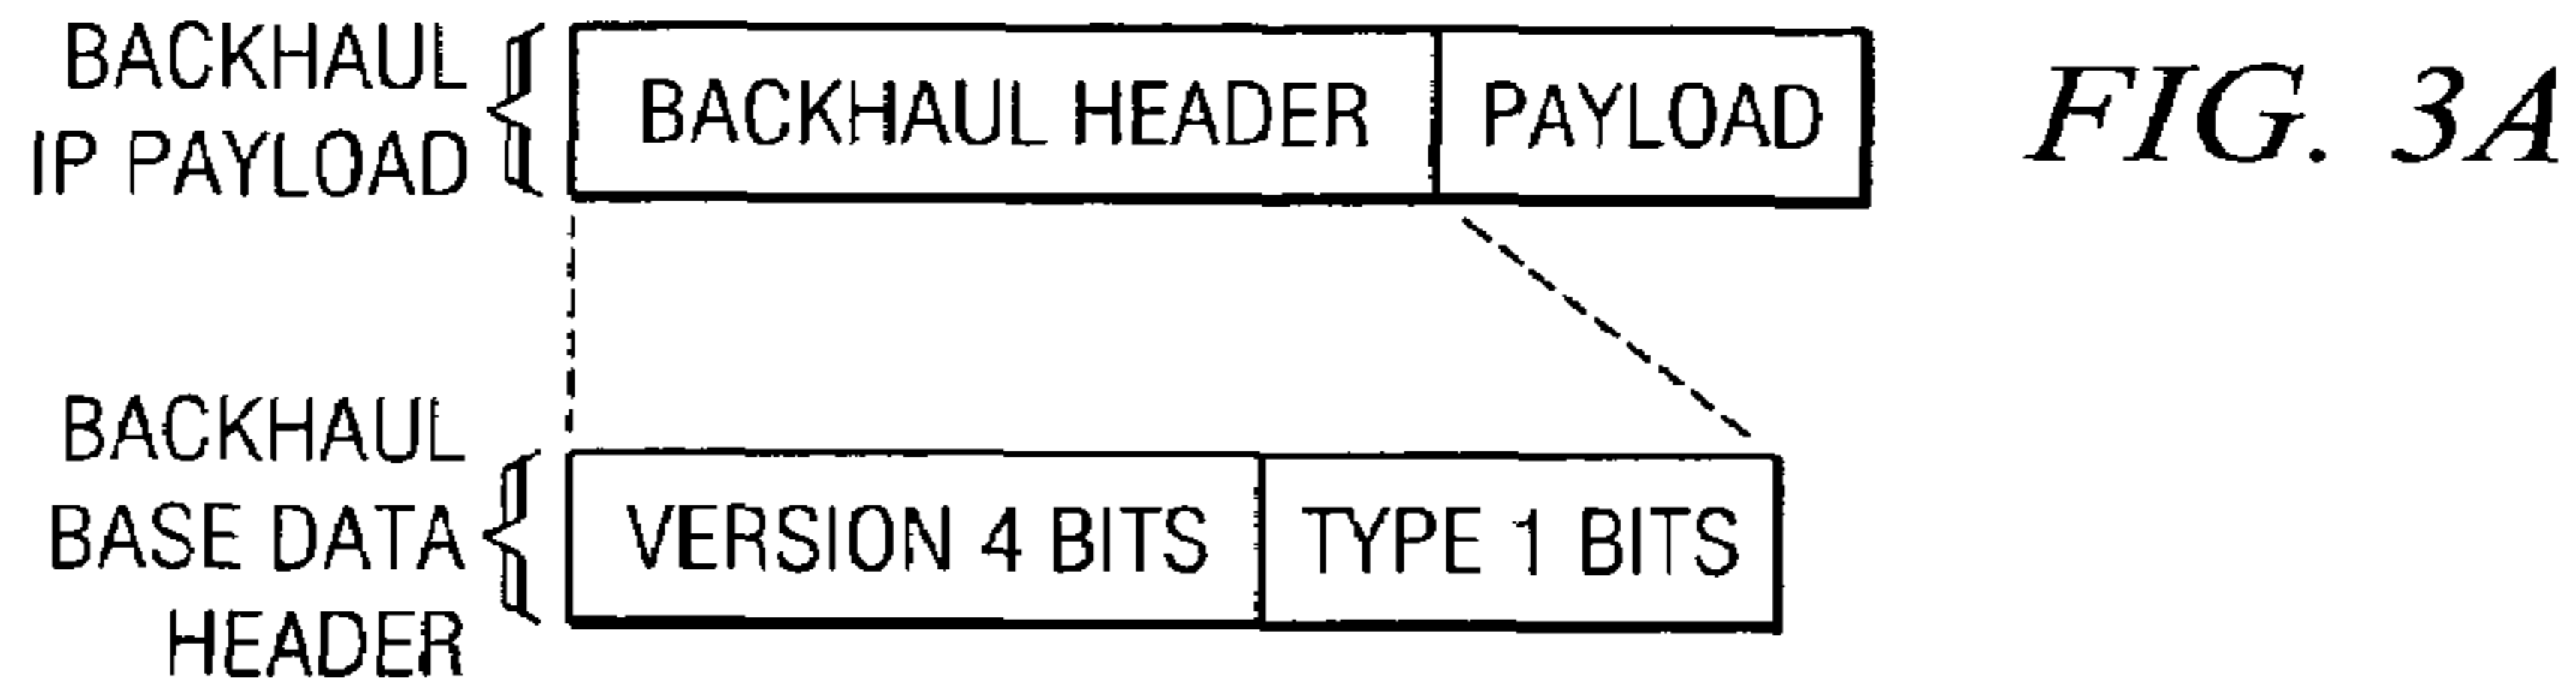 BACKHAUL
IP PAYLOAD
BACKHAUL HEADER
PAYLOAD
FIG. 3A
BACKHAUL
BASE DATA
HEADER
VERSION 4 BITS
TYPE 1 BITS